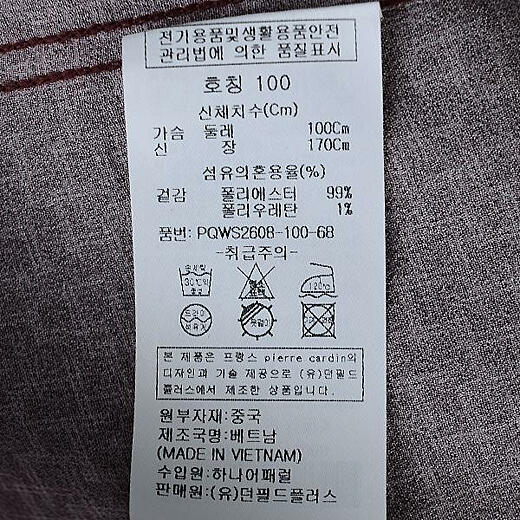 전기용품및생활용품안전
관리법에 의한 품질표시
호칭 100
신체치수(Cm)
가슴 둘레 100Cm
신 장 170Cm
섬유의혼용율(%)
겉감 폴리에스터 99%
폴리우레탄 1%
품번: PQWS2608-100-68
-취급주의-
30℃
120℃
드라이
본 제품은 프랑스 pierre cardin의
디자인과 기술 제공으로 (유)던필드
플러스에서 제조한 상품입니다.
원부자재:중국
제조국명:베트남
(MADE IN VIETNAM)
수입원:하나어패럴
판매원:(유)던필드플러스